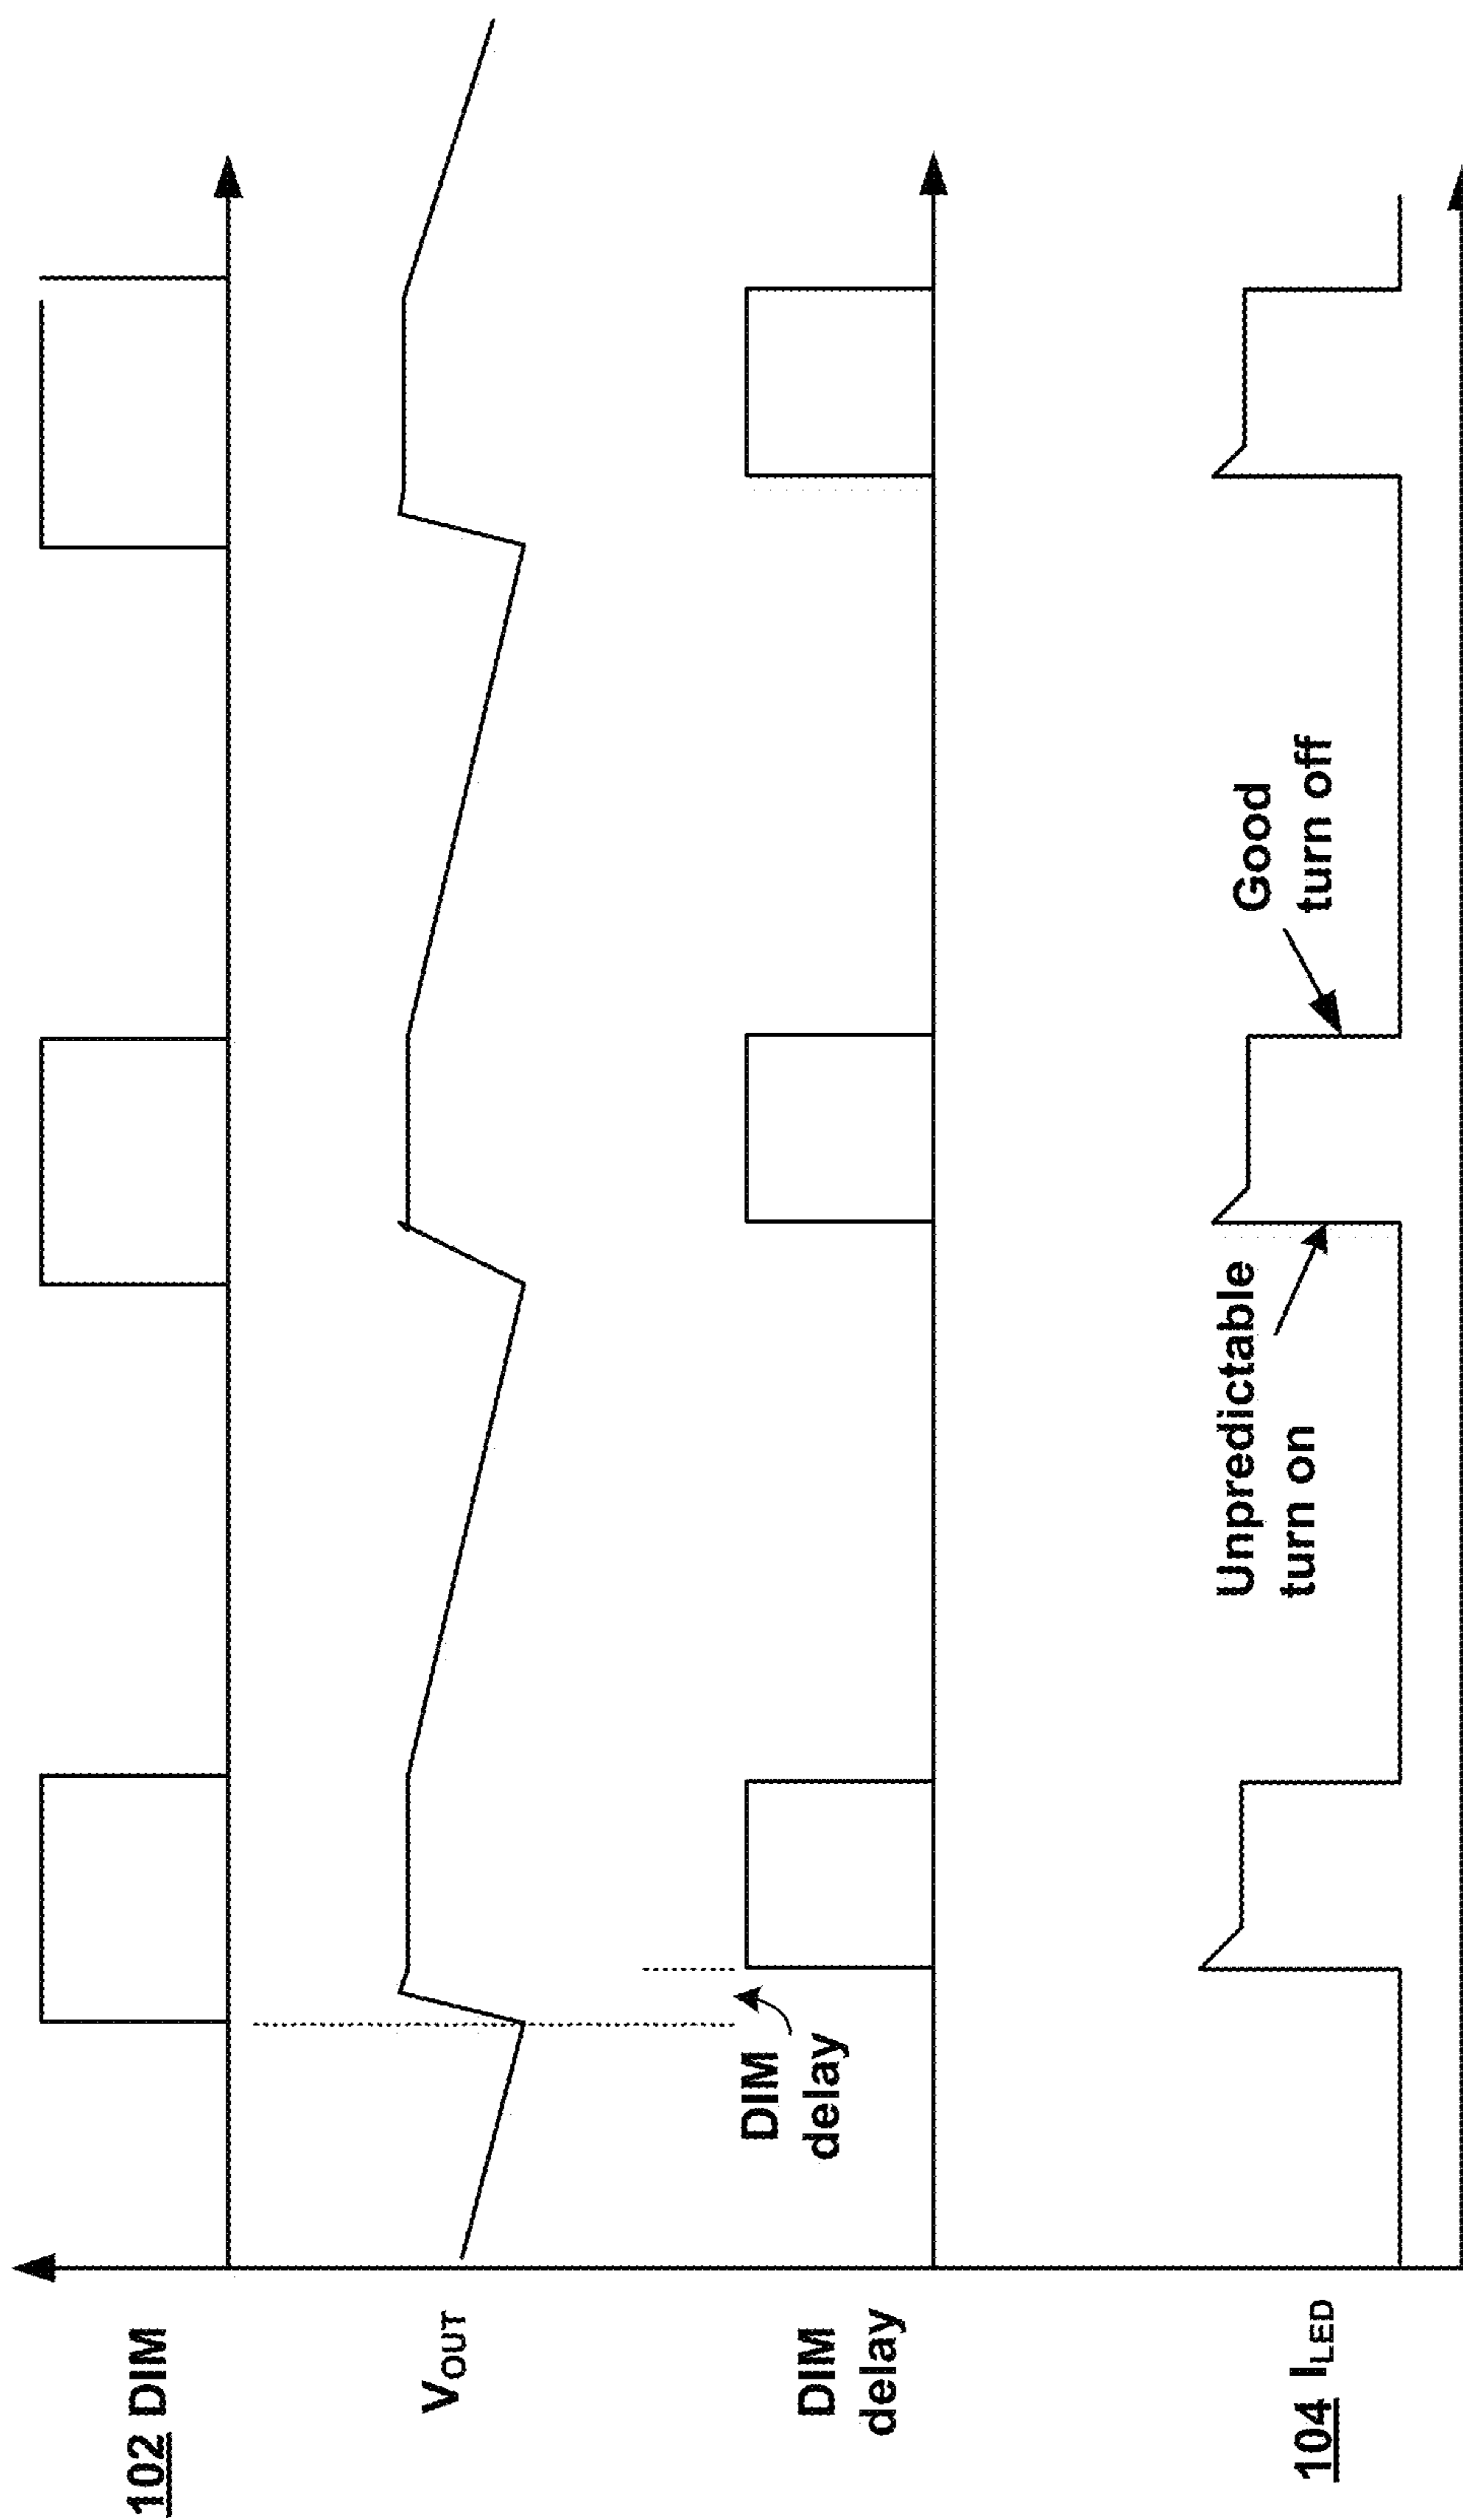 102 DIM
VOUT
DIM
delay
DIM
delay
104 ILED
Unpredictable
turn on
Good
turn off